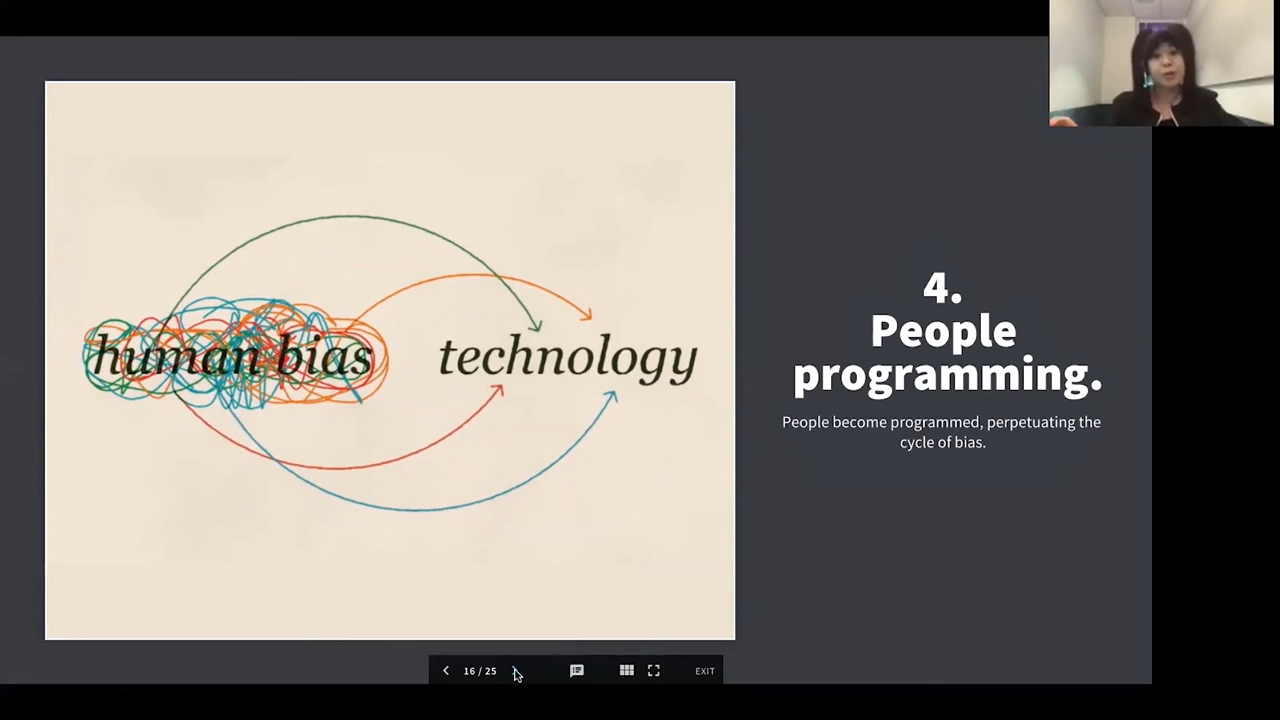 human bias technology
4.
People
programming.
People become programmed, perpetuating the
cycle of bias.
16 / 25
EXIT